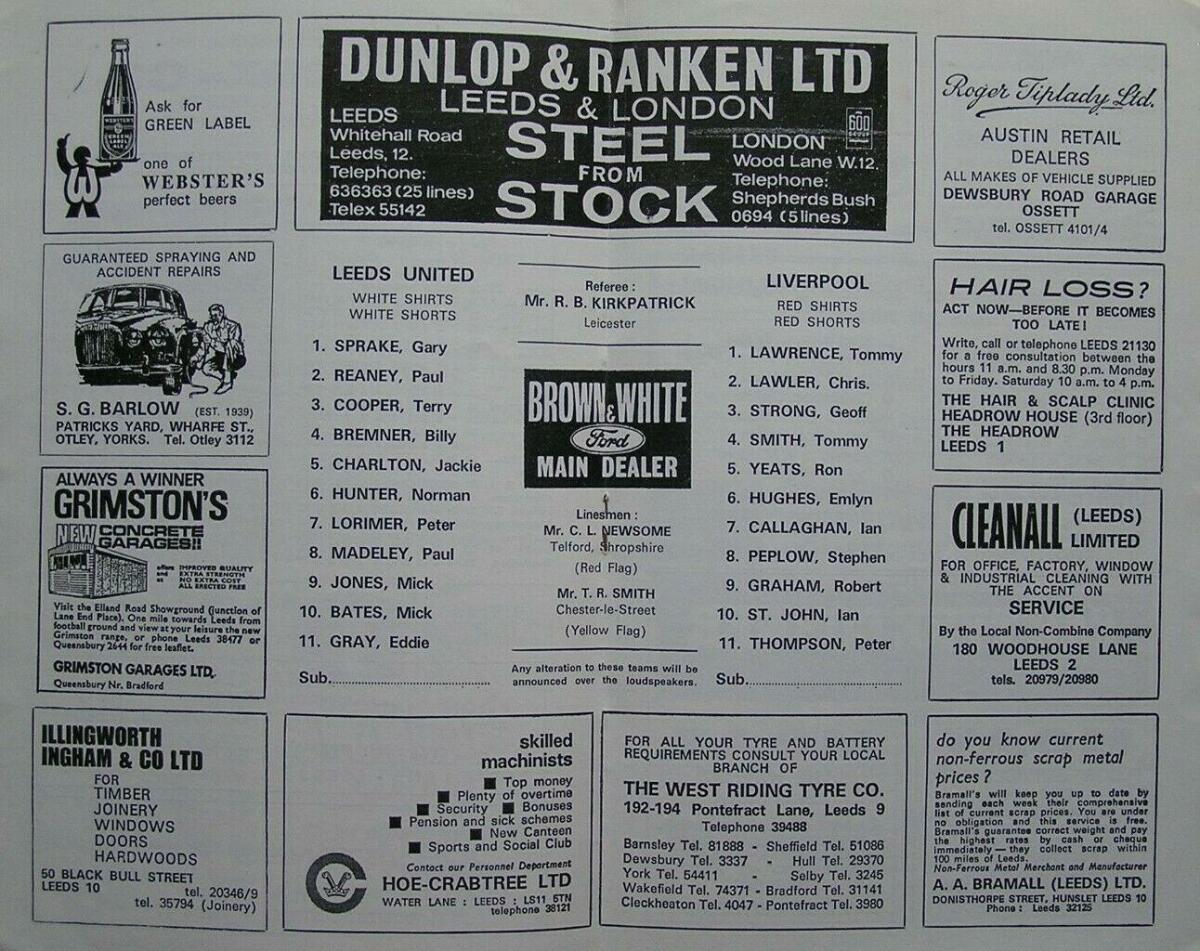 Ask for
GREEN LABEL
one of
WEBSTER'S
perfect beers
WEBSTER'S
GREEN LABEL
DUNLOP & RANKEN LTD
LEEDS & LONDON
STEEL
FROM
STOCK
LEEDS
Whitehall Road
Leeds, 12.
Telephone:
636363 (25 lines)
Telex 55142
600
GROUP
LONDON
Wood Lane W.12.
Telephone:
Shepherds Bush
0694 (5 lines)
Roger Tiplady Ltd.
AUSTIN RETAIL
DEALERS
ALL MAKES OF VEHICLE SUPPLIED
DEWSBURY ROAD GARAGE
OSSETT
tel. OSSETT 4101/4
GUARANTEED SPRAYING AND
ACCIDENT REPAIRS
S. G. BARLOW (EST. 1939)
PATRICKS YARD, WHARFE ST.,
OTLEY, YORKS. Tel. Otley 3112
ALWAYS A WINNER
GRIMSTON'S
NEW CONCRETE
GARAGES!!
offers IMPROVED QUALITY
and EXTRA STRENGTH
at NO EXTRA COST
ALL ERECTED FREE
Visit the Elland Road Showground (junction of
Lane End Place). One mile towards Leeds from
football ground and view at your leisure the new
Grimston range, or phone Leeds 38477 or
Queensbury 2644 for free leaflet.
GRIMSTON GARAGES LTD.
Queensbury Nr. Bradford
LEEDS UNITED
WHITE SHIRTS
WHITE SHORTS
1. SPRAKE, Gary
2. REANEY, Paul
3. COOPER, Terry
4. BREMNER, Billy
5. CHARLTON, Jackie
6. HUNTER, Norman
7. LORIMER, Peter
8. MADELEY, Paul
9. JONES, Mick
10. BATES, Mick
11. GRAY, Eddie
Sub.
Referee :
Mr. R. B. KIRKPATRICK
Leicester
BROWN & WHITE
Ford
MAIN DEALER
Linesmen :
Mr. C. L. NEWSOME
Telford, Shropshire
(Red Flag)
Mr. T. R. SMITH
Chester-le-Street
(Yellow Flag)
Any alteration to these teams will be
announced over the loudspeakers.
LIVERPOOL
RED SHIRTS
RED SHORTS
1. LAWRENCE, Tommy
2. LAWLER, Chris.
3. STRONG, Geoff
4. SMITH, Tommy
5. YEATS, Ron
6. HUGHES, Emlyn
7. CALLAGHAN, Ian
8. PEPLOW, Stephen
9. GRAHAM, Robert
10. ST. JOHN, Ian
11. THOMPSON, Peter
Sub.
HAIR LOSS?
ACT NOW—BEFORE IT BECOMES
TOO LATE!
Write, call or telephone LEEDS 21130
for a free consultation between the
hours 11 a.m. and 8.30 p.m. Monday
to Friday. Saturday 10 a.m. to 4 p.m.
THE HAIR & SCALP CLINIC
HEADROW HOUSE (3rd floor)
THE HEADROW
LEEDS 1
CLEANALL (LEEDS)
LIMITED
FOR OFFICE, FACTORY, WINDOW
& INDUSTRIAL CLEANING WITH
THE ACCENT ON
SERVICE
By the Local Non-Combine Company
180 WOODHOUSE LANE
LEEDS 2
tels. 20979/20980
ILLINGWORTH
INGHAM & CO LTD
FOR
TIMBER
JOINERY
WINDOWS
DOORS
HARDWOODS
50 BLACK BULL STREET
LEEDS 10
tel. 20346/9
tel. 35794 (Joinery)
skilled
machinists
■ Top money
■ Plenty of overtime
■ Security ■ Bonuses
■ Pension and sick schemes
■ New Canteen
■ Sports and Social Club
Contact our Personnel Department
HOE-CRABTREE LTD
WATER LANE : LEEDS : LS11 5TN
telephone 38121
FOR ALL YOUR TYRE AND BATTERY
REQUIREMENTS CONSULT YOUR LOCAL
BRANCH OF
THE WEST RIDING TYRE CO.
192-194 Pontefract Lane, Leeds 9
Telephone 39488
Barnsley Tel. 81888 - Sheffield Tel. 51086
Dewsbury Tel. 3337 - Hull Tel. 29370
York Tel. 54411 - Selby Tel. 3245
Wakefield Tel. 74371 - Bradford Tel. 31141
Cleckheaton Tel. 4047 - Pontefract Tel. 3980
do you know current
non-ferrous scrap metal
prices?
Bramall's will keep you up to date by
sending each week their comprehensive
list of current scrap prices. You are under
no obligation and this service is free.
Bramall's guarantee correct weight and pay
the highest rates by cash or cheque
immediately — they collect scrap within
100 miles of Leeds.
Non-Ferrous Metal Merchant and Manufacturer
A. A. BRAMALL (LEEDS) LTD.
DONISTHORPE STREET, HUNSLET LEEDS 10
Phone : Leeds 32125